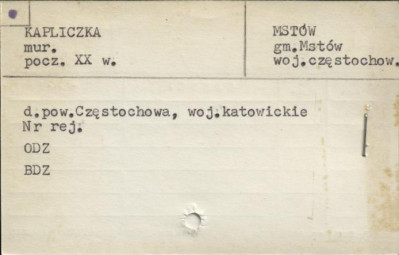 KAPLICZKA
mur.
pocz. XX w.
MSTÓW
gm.Mstów
woj.częstochow.
d.pow.Częstochowa, woj.katowickie
Nr rej.
ODZ
BDZ